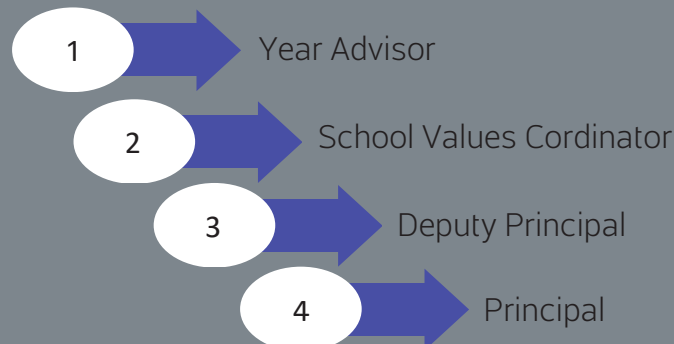 1 Year Advisor
2 School Values Cordinator
3 Deputy Principal
4 Principal